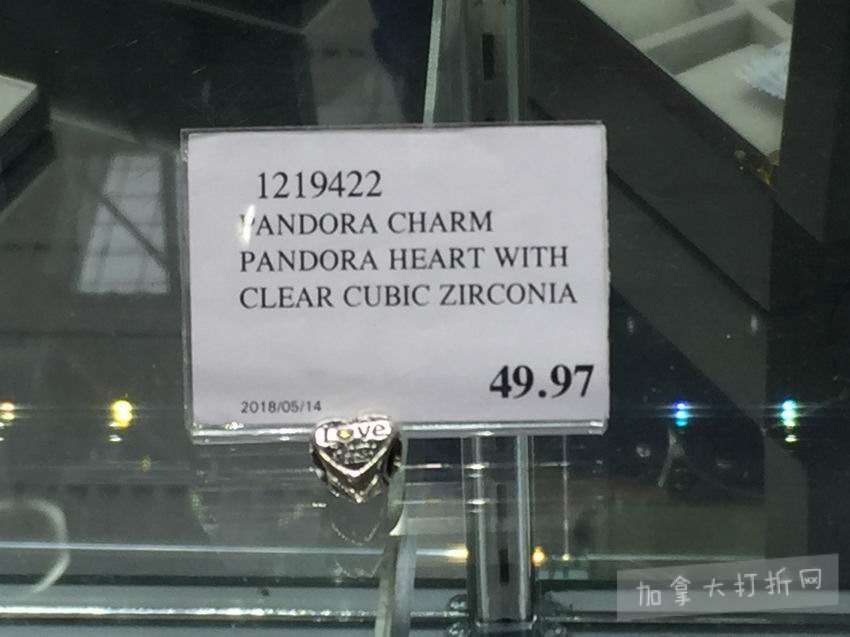 1219422
PANDORA CHARM
PANDORA HEART WITH
CLEAR CUBIC ZIRCONIA
49.97
2018/05/14
Love
加拿大打折网